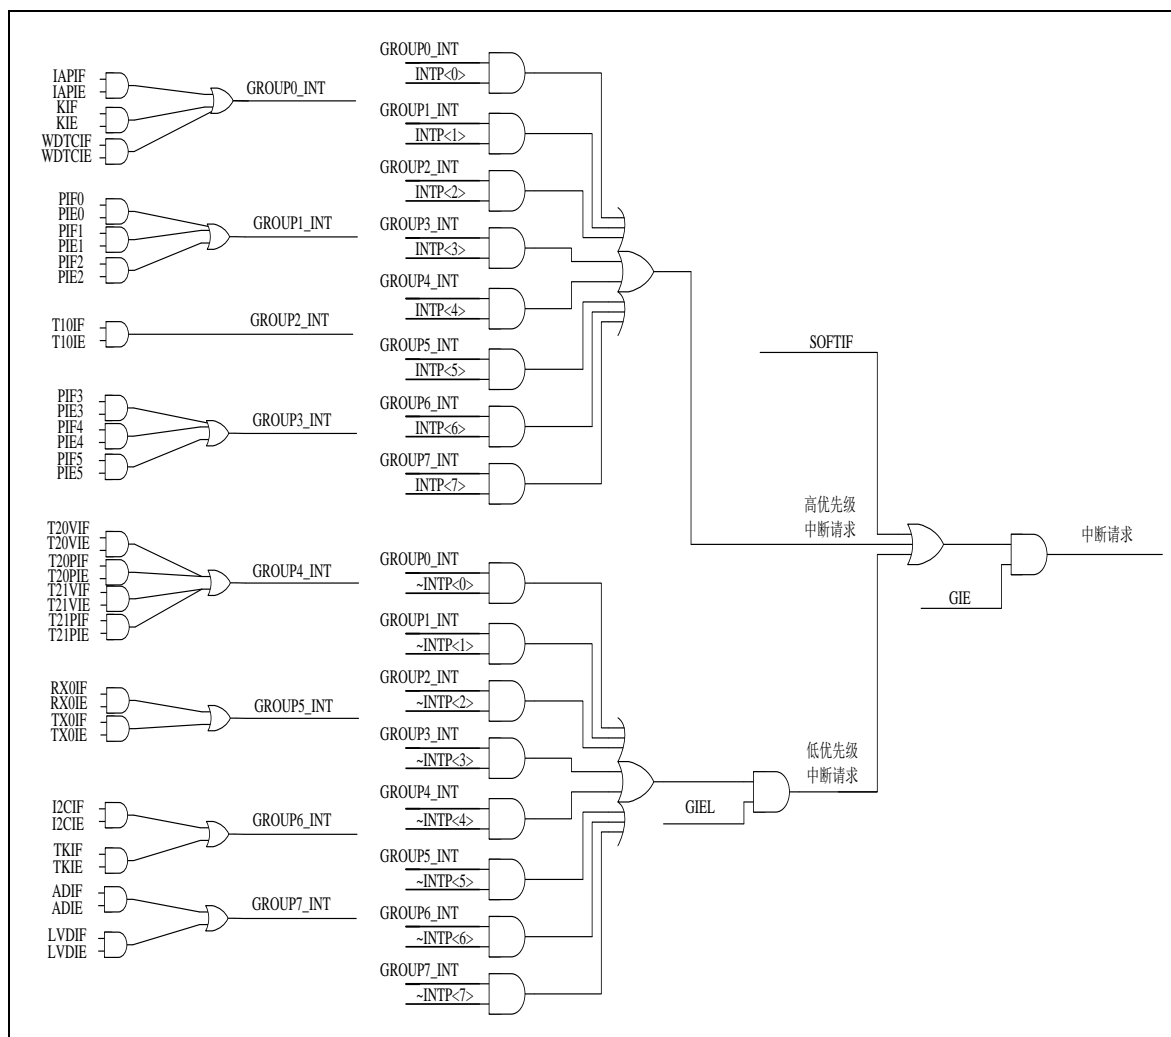 IAPIF
IAPIE
KIF
KIE
WDTCIF
WDTCIE
GROUP0_INT
PIF0
PIE0
PIF1
PIE1
PIF2
PIE2
GROUP1_INT
T10IF
T10IE
GROUP2_INT
PIF3
PIE3
PIF4
PIE4
PIF5
PIE5
GROUP3_INT
T20VIF
T20VIE
T20PIF
T20PIE
T21VIF
T21VIE
T21PIF
T21PIE
GROUP4_INT
RX0IF
RX0IE
TX0IF
TX0IE
GROUP5_INT
I2CIF
I2CIE
TKIF
TKIE
GROUP6_INT
ADIF
ADIE
LVDIF
LVDIE
GROUP7_INT
GROUP0_INT
INTP<0>
GROUP1_INT
INTP<1>
GROUP2_INT
INTP<2>
GROUP3_INT
INTP<3>
GROUP4_INT
INTP<4>
GROUP5_INT
INTP<5>
GROUP6_INT
INTP<6>
GROUP7_INT
INTP<7>
GROUP0_INT
~INTP<0>
GROUP1_INT
~INTP<1>
GROUP2_INT
~INTP<2>
GROUP3_INT
~INTP<3>
GROUP4_INT
~INTP<4>
GROUP5_INT
~INTP<5>
GROUP6_INT
~INTP<6>
GROUP7_INT
~INTP<7>
SOFTIF
高优先级
中断请求
GIEL
低优先级
中断请求
GIE
中断请求